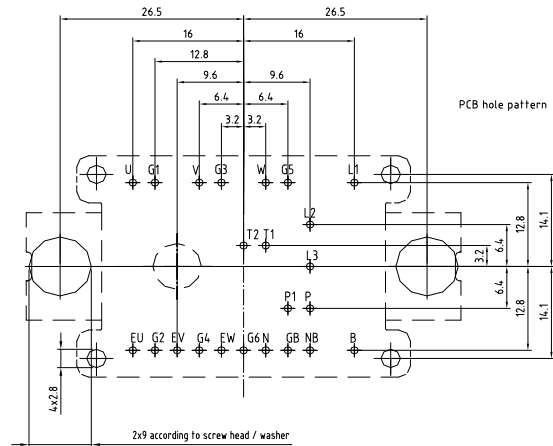 26.5 26.5
16 16
12.8
9.6 9.6
6.4 6.4
PCB hole pattern
3.2 3.2
U G1 V G3 W G5 L1
L2
T2 T1
L3
12.8
14.1
6.4
3.2
6.4
12.8
14.1
P1 P
EU G2 EV G4 EW G6 N GB NB B
4x2.8
2x9 according to screw head / washer